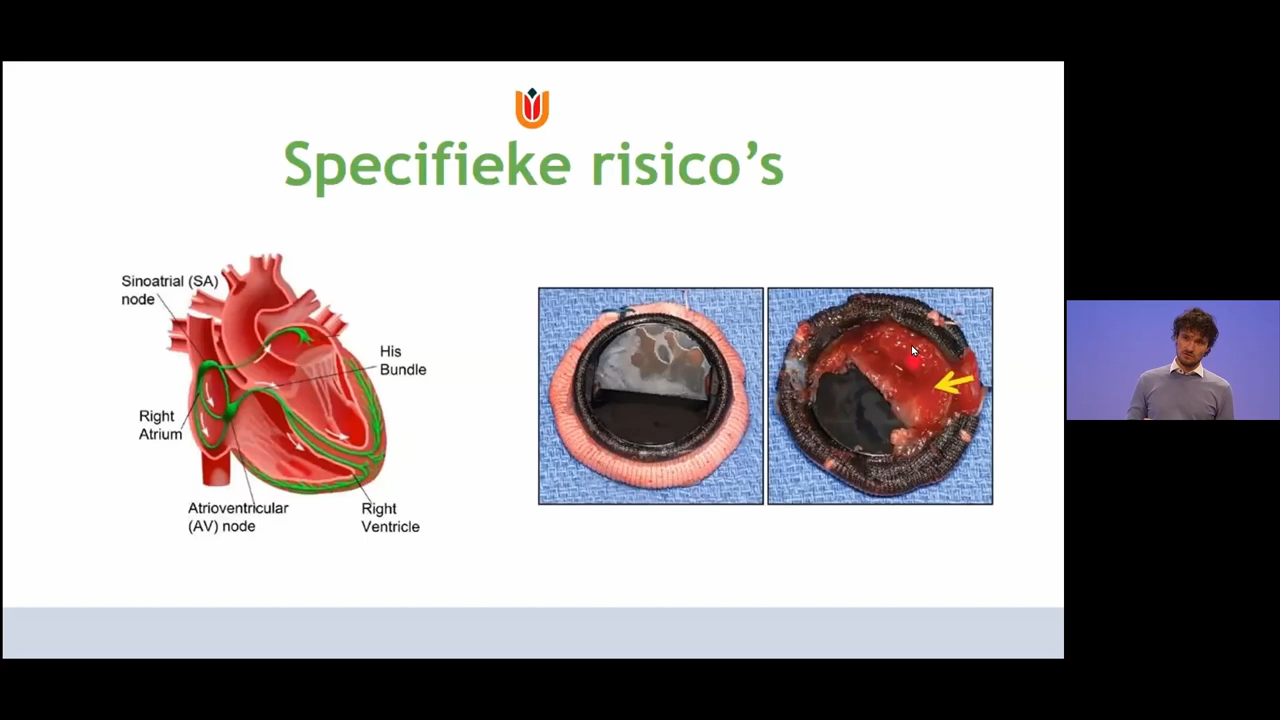 Specifieke risico's
Sinoatrial (SA)
node
His
Bundle
Right
Atrium
Atrioventricular
(AV) node
Right
Ventricle